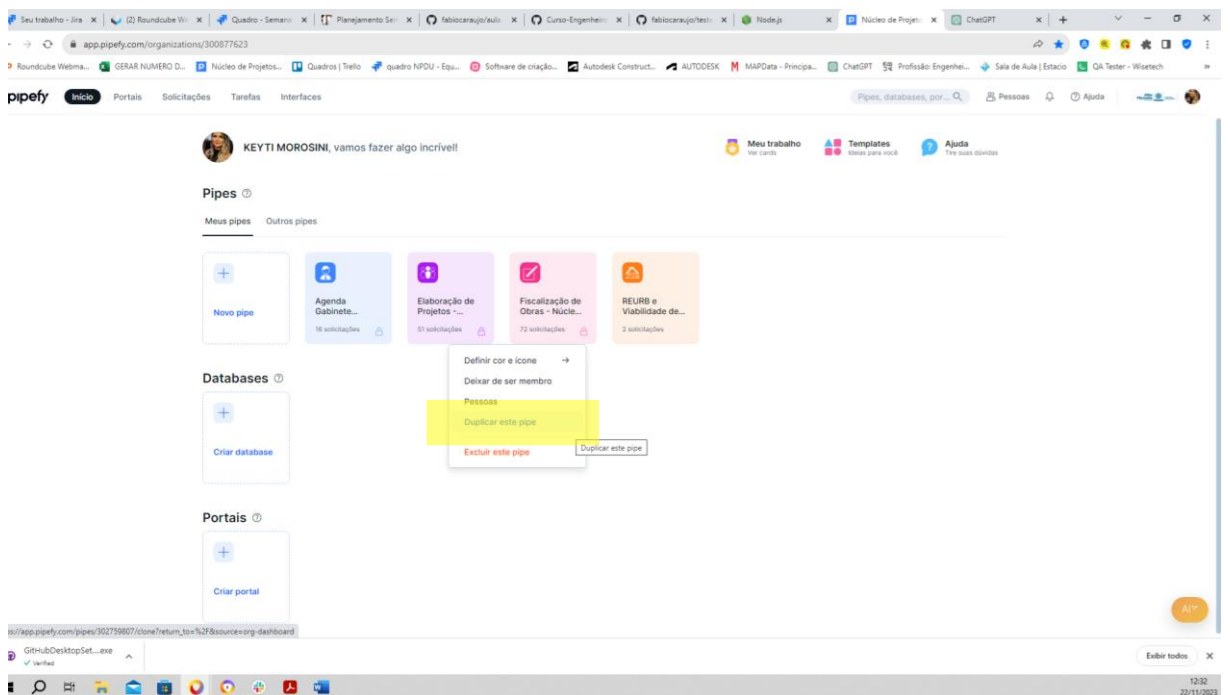 Seu trabalho - Jira
(2) Roundcube W
Quadro - Semana
Planejamento Sem
fabiocaraujo/aula
Curso-Engenheiro
fabiocaraujo/teste
Node.js
Núcleo de Projeto
ChatGPT
app.pipefy.com/organizations/300877623
Roundcube Webma...
GERAR NUMERO D...
Núcleo de Projetos...
Quadros | Trello
quadro NPDU - Equ...
Software de criação...
Autodesk Construct...
AUTODESK
MAPData - Principa...
ChatGPT
Profissão: Engenhei...
Sala de Aula | Estacio
QA Tester - Wisetech
pipefy
Início
Portais
Solicitações
Tarefas
Interfaces
Pipes, databases, por...
Pessoas
Ajuda
KEYTI MOROSINI, vamos fazer algo incrível!
Meu trabalho
Ver cards
Templates
Ideias para você
Ajuda
Tire suas dúvidas
Pipes
Meus pipes
Outros pipes
Novo pipe
Agenda
Gabinete...
16 solicitações
Elaboração de
Projetos -...
51 solicitações
Fiscalização de
Obras - Núcle...
72 solicitações
REURB e
Viabilidade de...
2 solicitações
Definir cor e ícone
Deixar de ser membro
Pessoas
Duplicar este pipe
Excluir este pipe
Duplicar este pipe
Databases
Criar database
Portais
Criar portal
app.pipefy.com/pipes/302759807/clone?return_to=%2F&source=org-dashboard
GitHubDesktopSet....exe
Verified
Exibir todos
12:32
22/11/2023